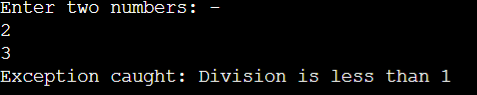 Enter two numbers: -
2
3
Exception caught: Division is less than 1